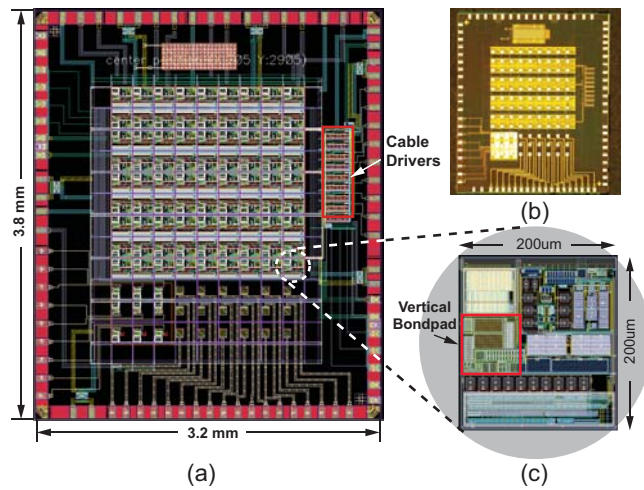 3.8 mm
3.2 mm
Cable
Drivers
(a)
(b)
200um
Vertical
Bondpad
200um
(c)